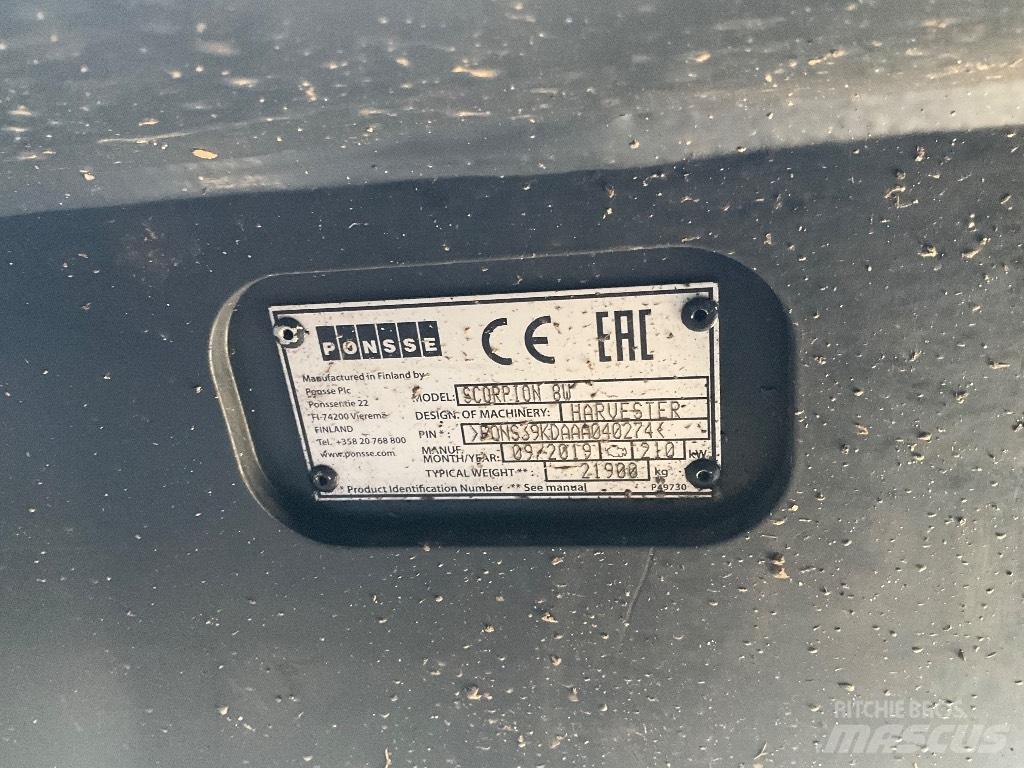 PONSSE CE EAC
Manufactured in Finland by
Ponsse Plc
Ponssentie 22
FI-74200 Vieremä
FINLAND
Tel. +358 20 768 800
www.ponsse.com
MODEL: SCORPION 8W
DESIGN. OF MACHINERY: HARVESTER
PIN*: >PONS39KDAAA040274<
MANUF. MONTH/YEAR: 09/2019 210 kW
TYPICAL WEIGHT**: 21900 kg
* Product Identification Number ** See manual P49730
RITCHIE BROS.
MASCUS